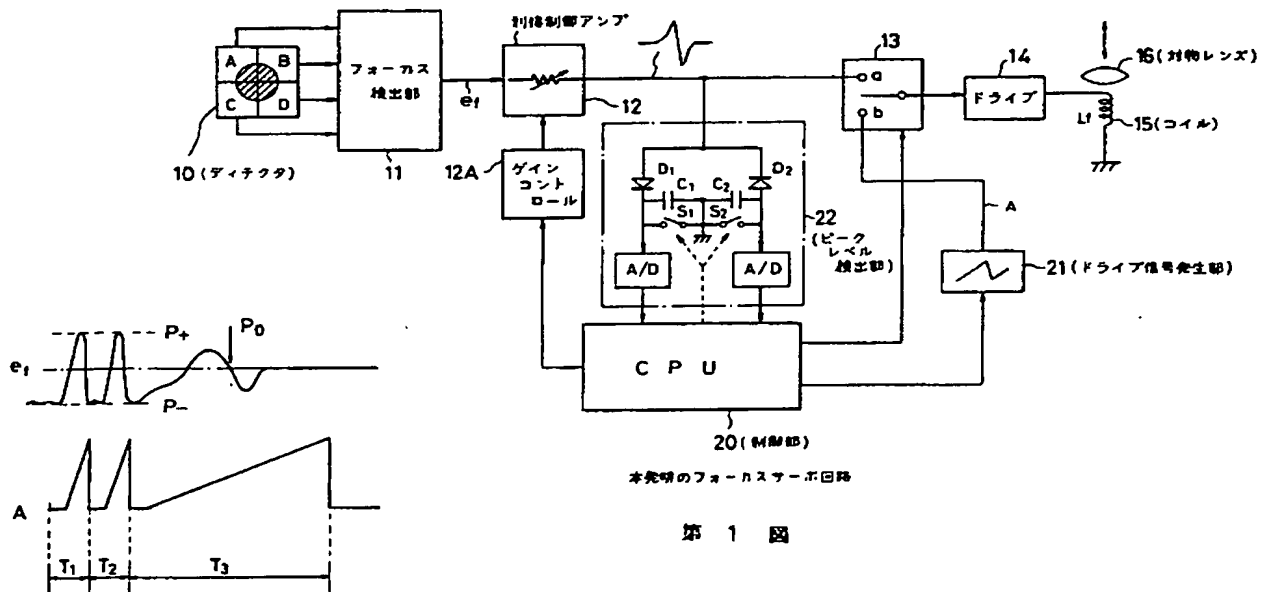 利得制御アンプ
A
B
C
D
10(ディテクタ)
フォーカス
検出部
11
ef
12
12A
ゲイン
コント
ロール
13
a
b
14
ドライブ
16(対物レンズ)
Lf
15(コイル)
D1
D2
C1
C2
S1
S2
A/D
A/D
22
(ピーク
レベル
検出部)
A
21(ドライブ信号発生部)
CPU
20(制御部)
本発明のフォーカスサーボ回路
第1図
P+
P0
ef
P-
A
T1
T2
T3